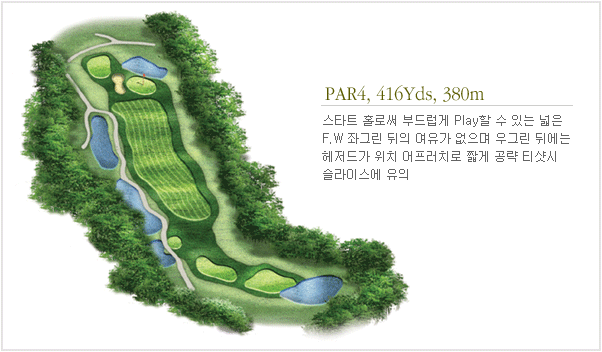 PAR4, 416Yds, 380m
스타트 홀로써 부드럽게 Play할 수 있는 넓은
F.W 좌그린 뒤의 여유가 없으며 우그린 뒤에는
헤저드가 위치 어프러치로 짧게 공략 티샷시
슬라이스에 유의